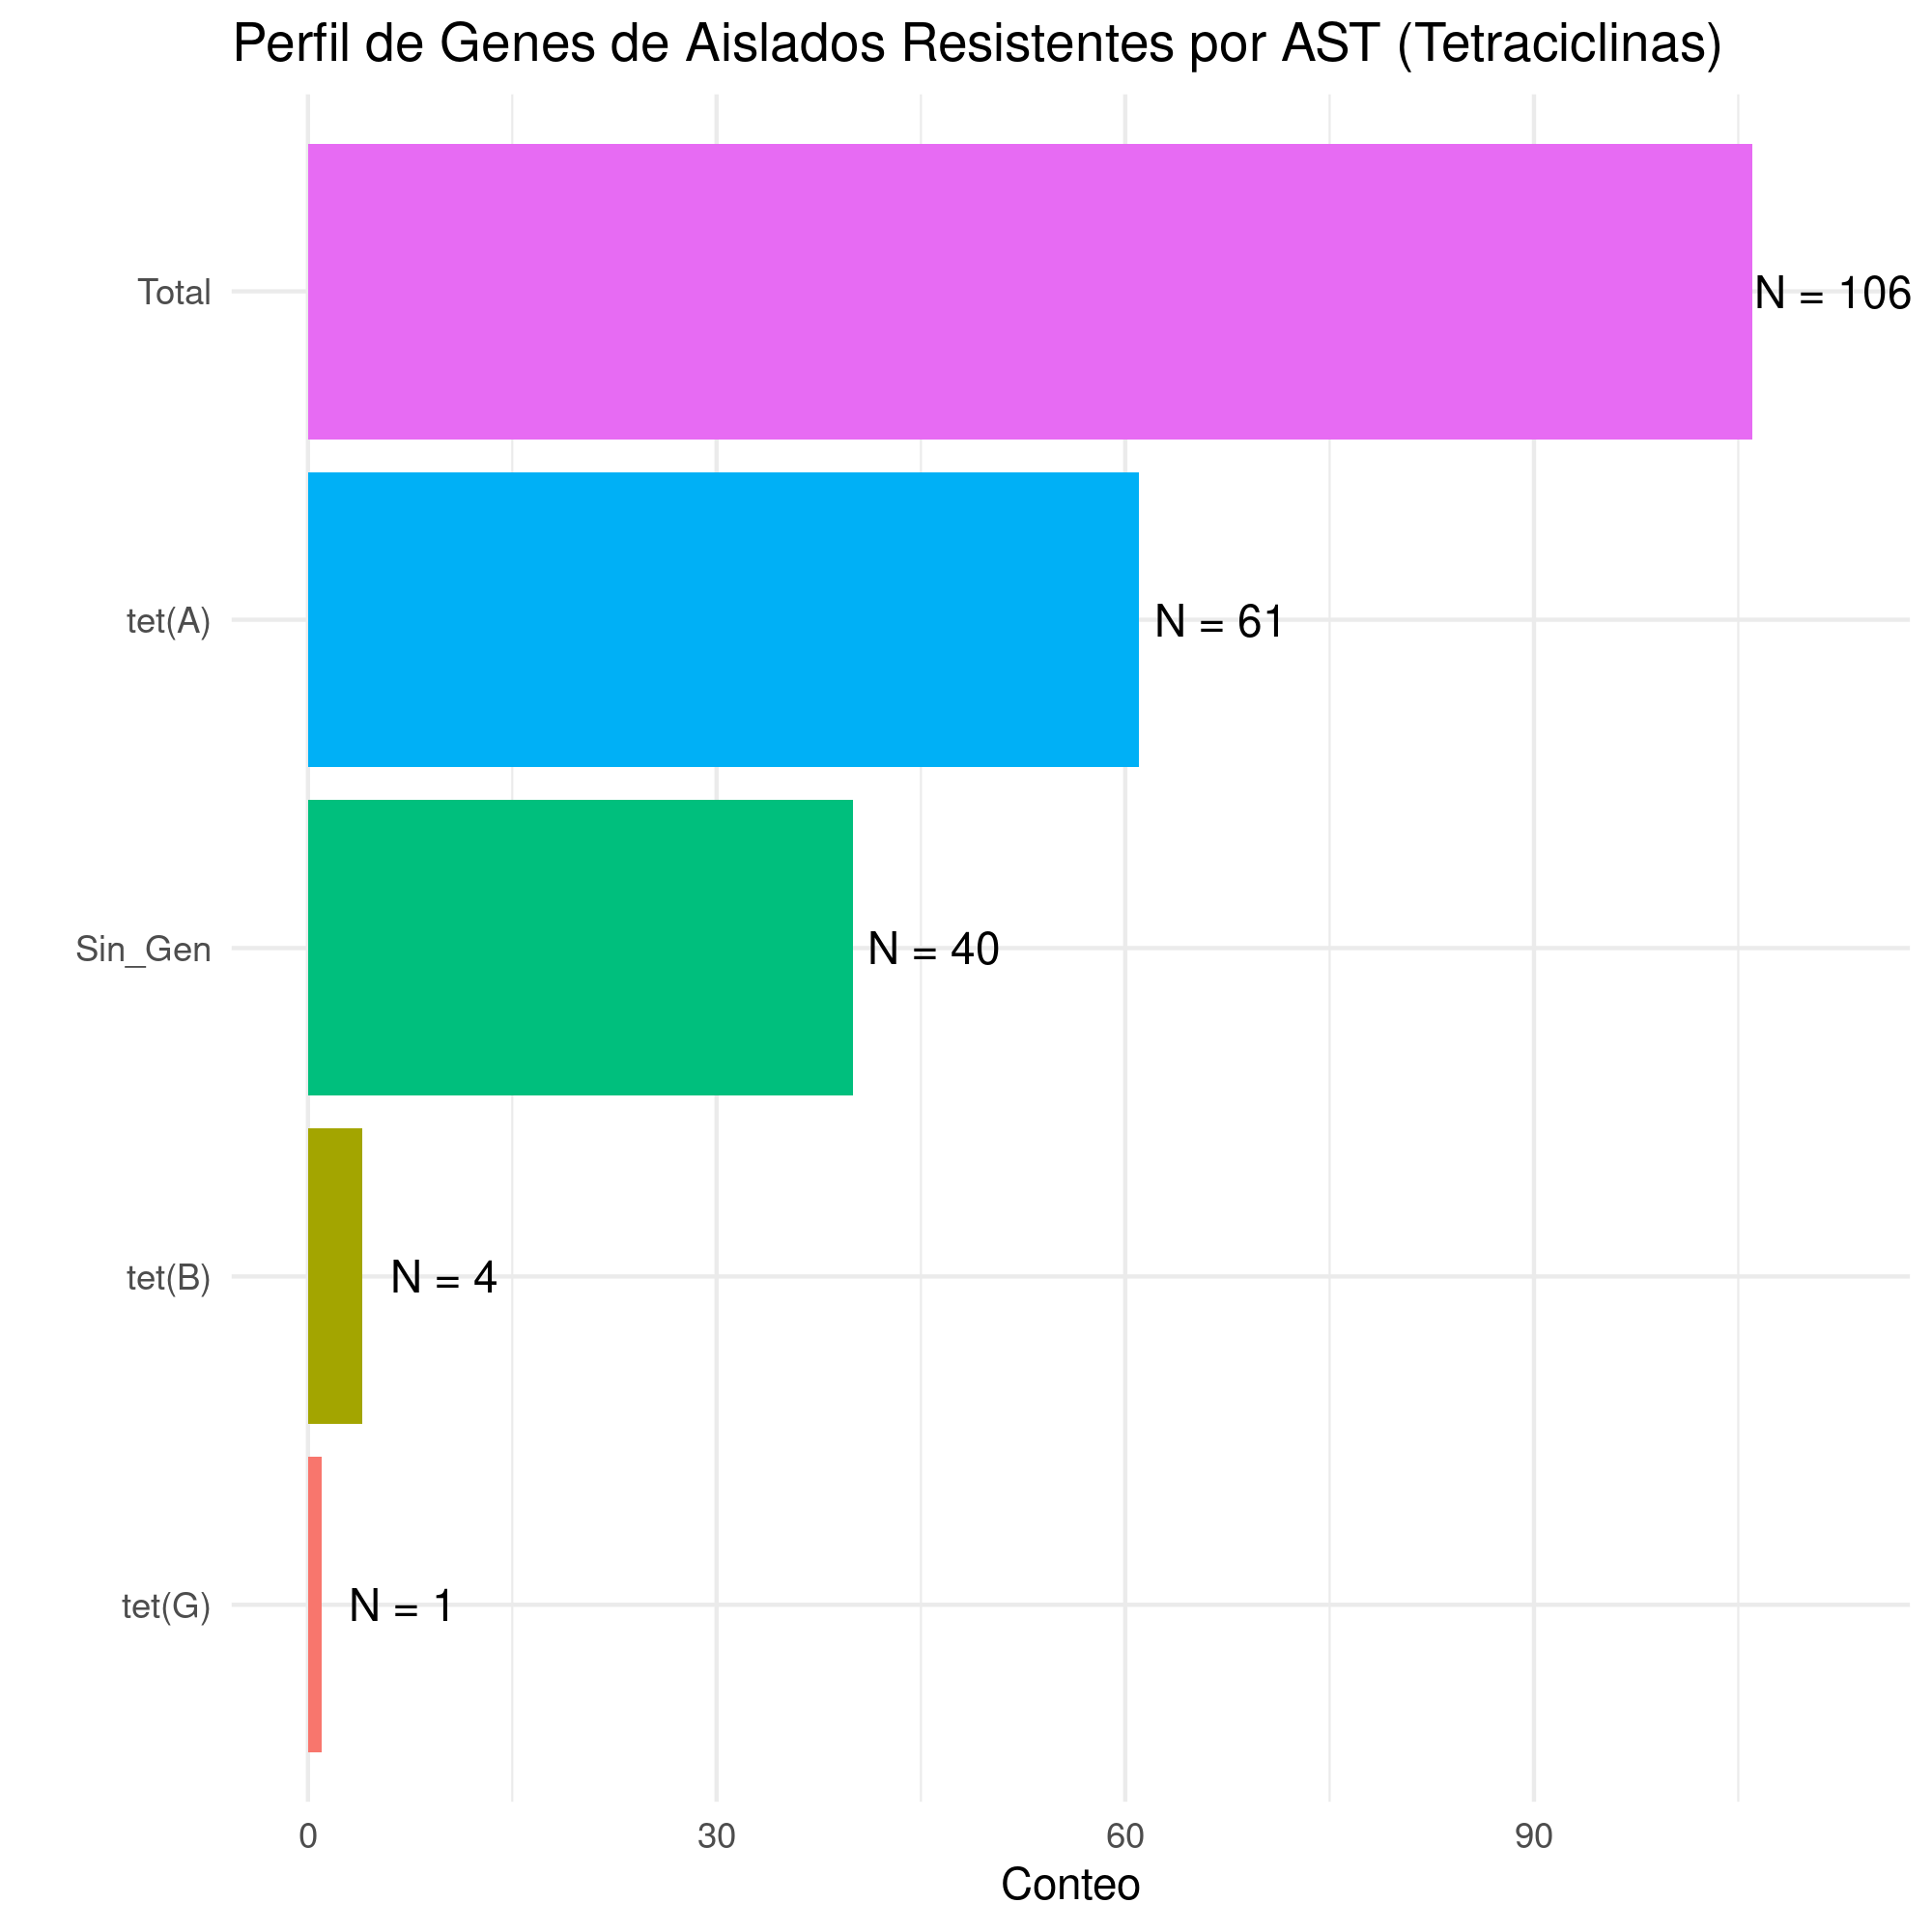 Perfil de Genes de Aislados Resistentes por AST (Tetraciclinas)
Total
N = 106
tet(A)
N = 61
Sin_Gen
N = 40
tet(B)
N = 4
tet(G)
N = 1
0 30 60 90
Conteo